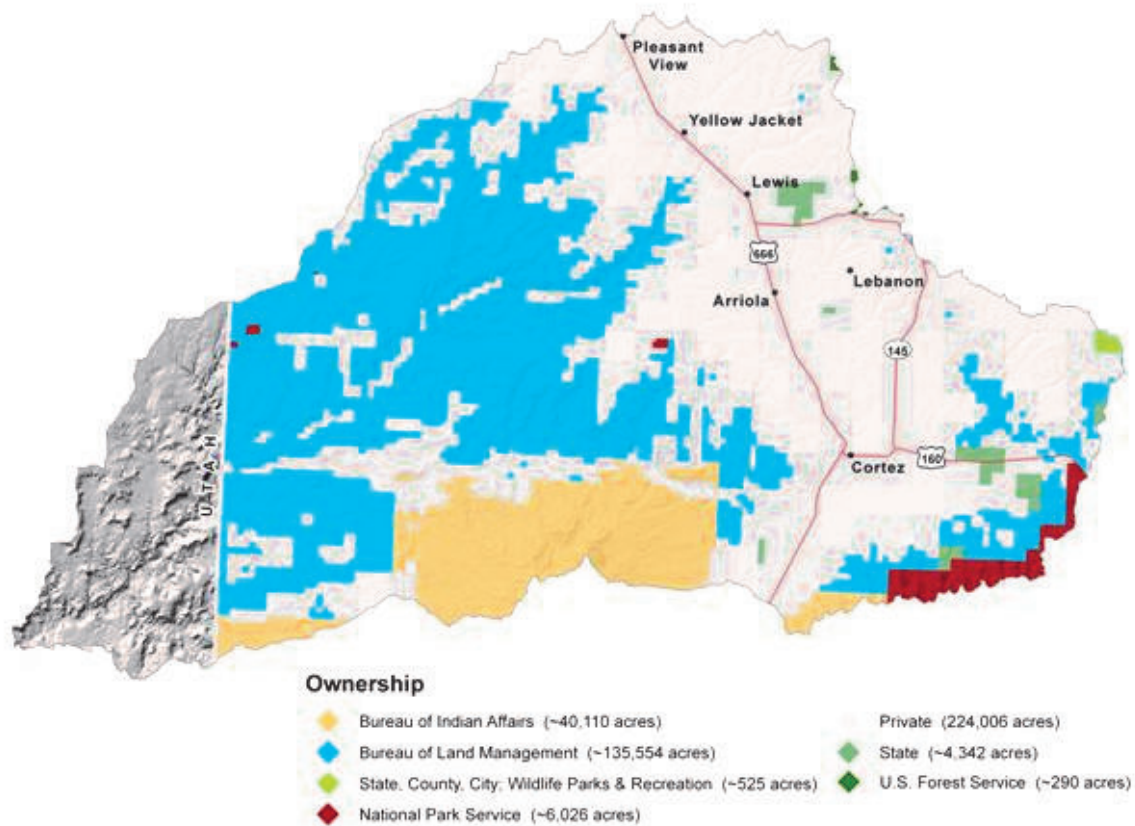 Pleasant
View
Yellow Jacket
Lewis
666
Lebanon
Arriola
145
UTAH
Cortez
160
Ownership
Bureau of Indian Affairs (~40,110 acres)
Bureau of Land Management (~135,554 acres)
State, County, City; Wildlife Parks & Recreation (~525 acres)
National Park Service (~6,026 acres)
Private (224,006 acres)
State (~4,342 acres)
U.S. Forest Service (~290 acres)